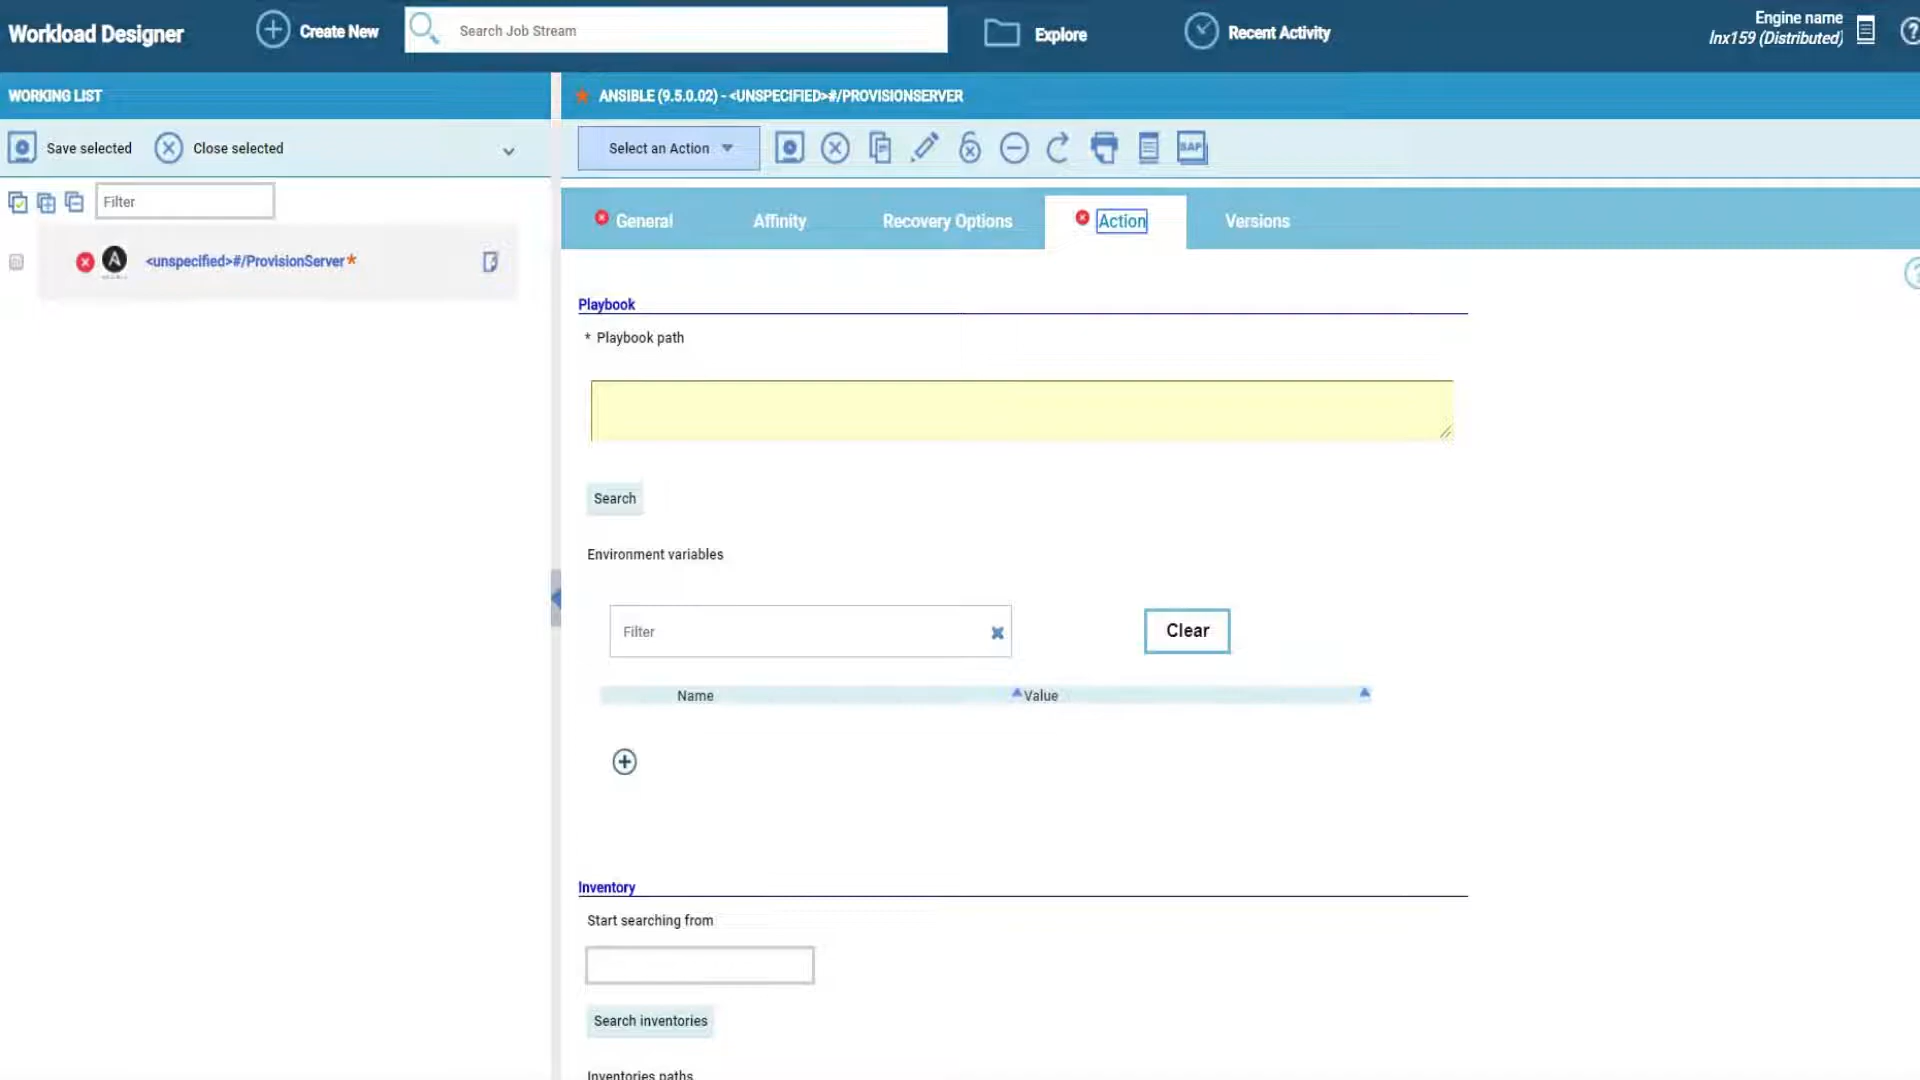 Workload Designer
Create New
Search Job Stream
Explore
Recent Activity
Engine name
lnx159 (Distributed)
WORKING LIST
Save selected
Close selected
Filter
<unspecified>#/ProvisionServer*
ANSIBLE (9.5.0.02) - <UNSPECIFIED>#/PROVISIONSERVER
Select an Action
SAP
General
Affinity
Recovery Options
Action
Versions
Playbook
* Playbook path
Search
Environment variables
Filter
Clear
Name
Value
Inventory
Start searching from
Search inventories
Inventories paths